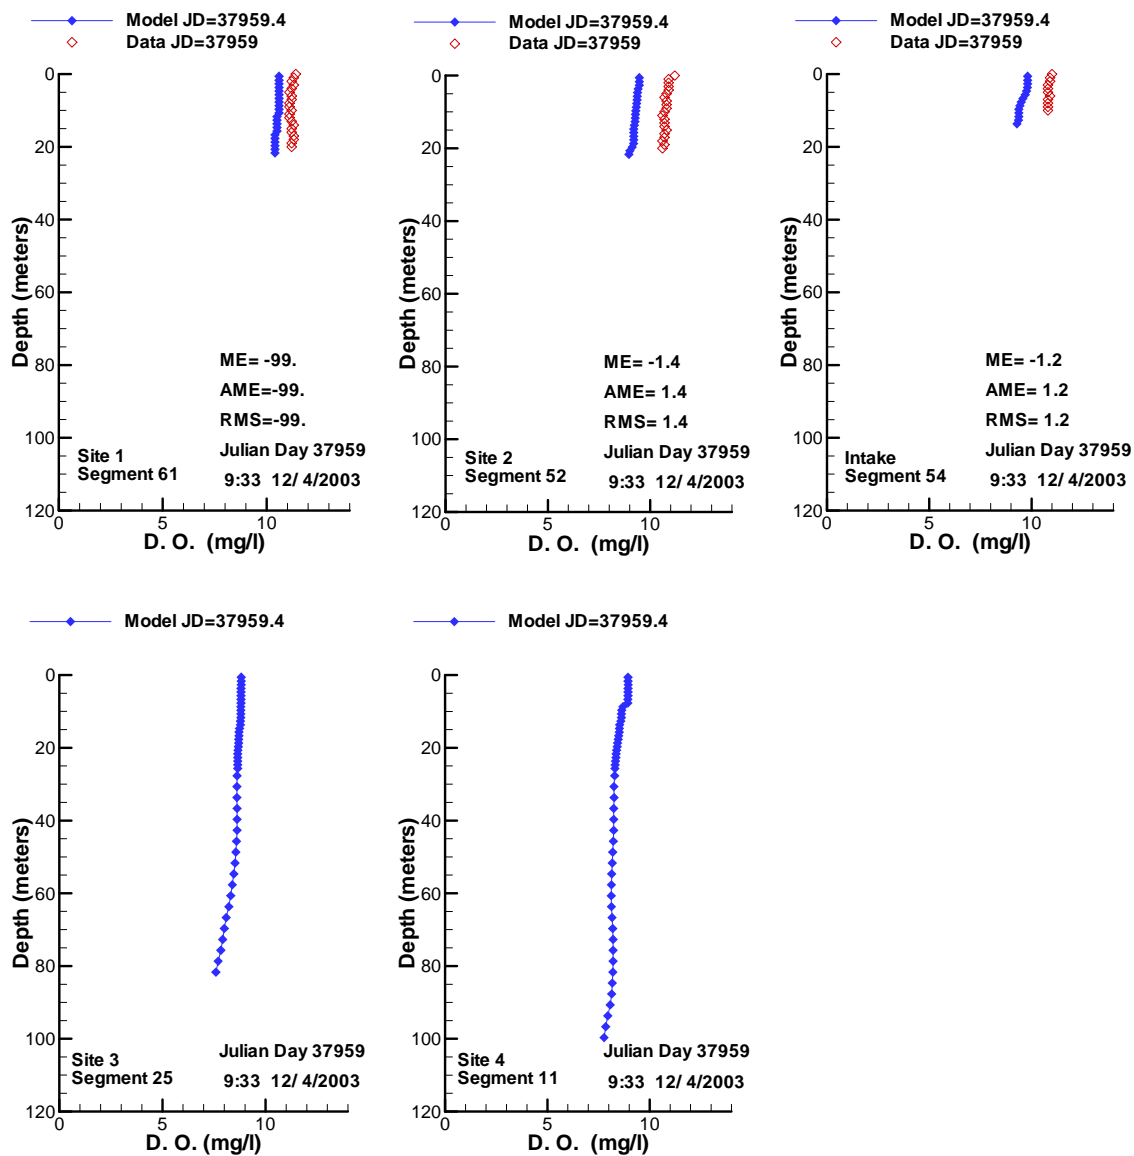 Model JD=37959.4
Data JD=37959
0
20
40
60
80
100
120
Depth (meters)
ME= -99.
AME=-99.
RMS=-99.
Julian Day 37959
9:33 12/ 4/2003
Site 1
Segment 61
0 5 10
D. O. (mg/l)
Model JD=37959.4
Data JD=37959
0
20
40
60
80
100
120
Depth (meters)
ME= -1.4
AME= 1.4
RMS= 1.4
Julian Day 37959
9:33 12/ 4/2003
Site 2
Segment 52
0 5 10
D. O. (mg/l)
Model JD=37959.4
Data JD=37959
0
20
40
60
80
100
120
Depth (meters)
ME= -1.2
AME= 1.2
RMS= 1.2
Julian Day 37959
9:33 12/ 4/2003
Intake
Segment 54
0 5 10
D. O. (mg/l)
Model JD=37959.4
0
20
40
60
80
100
120
Depth (meters)
Julian Day 37959
9:33 12/ 4/2003
Site 3
Segment 25
0 5 10
D. O. (mg/l)
Model JD=37959.4
0
20
40
60
80
100
120
Depth (meters)
Julian Day 37959
9:33 12/ 4/2003
Site 4
Segment 11
0 5 10
D. O. (mg/l)